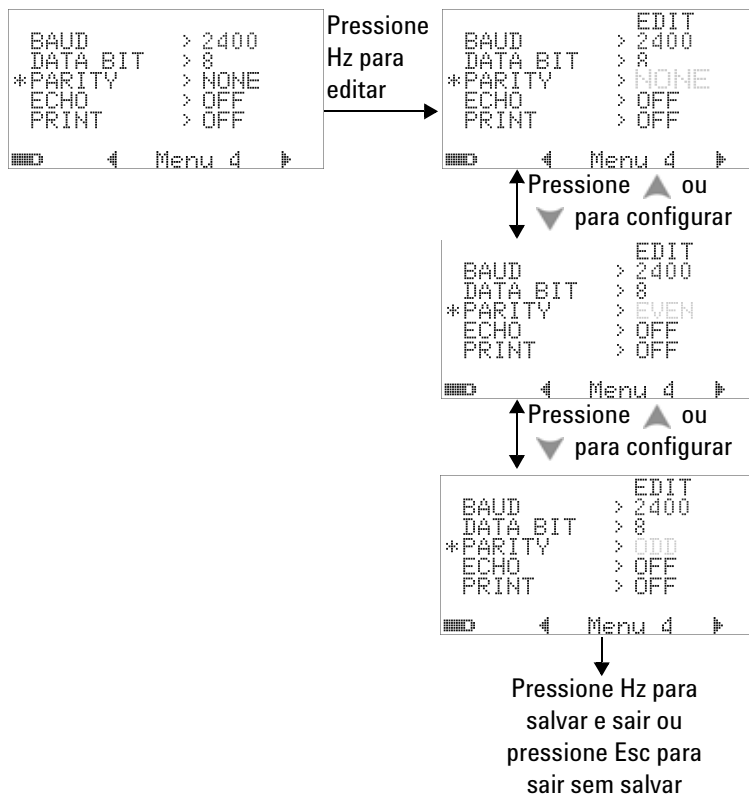 BAUD > 2400
DATA BIT > 8
*PARITY > NONE
ECHO > OFF
PRINT > OFF
Menu 4
Pressione
Hz para
editar
EDIT
BAUD > 2400
DATA BIT > 8
*PARITY > NONE
ECHO > OFF
PRINT > OFF
Menu 4
Pressione ou
para configurar
EDIT
BAUD > 2400
DATA BIT > 8
*PARITY > EVEN
ECHO > OFF
PRINT > OFF
Menu 4
Pressione ou
para configurar
EDIT
BAUD > 2400
DATA BIT > 8
*PARITY > ODD
ECHO > OFF
PRINT > OFF
Menu 4
Pressione Hz para
salvar e sair ou
pressione Esc para
sair sem salvar